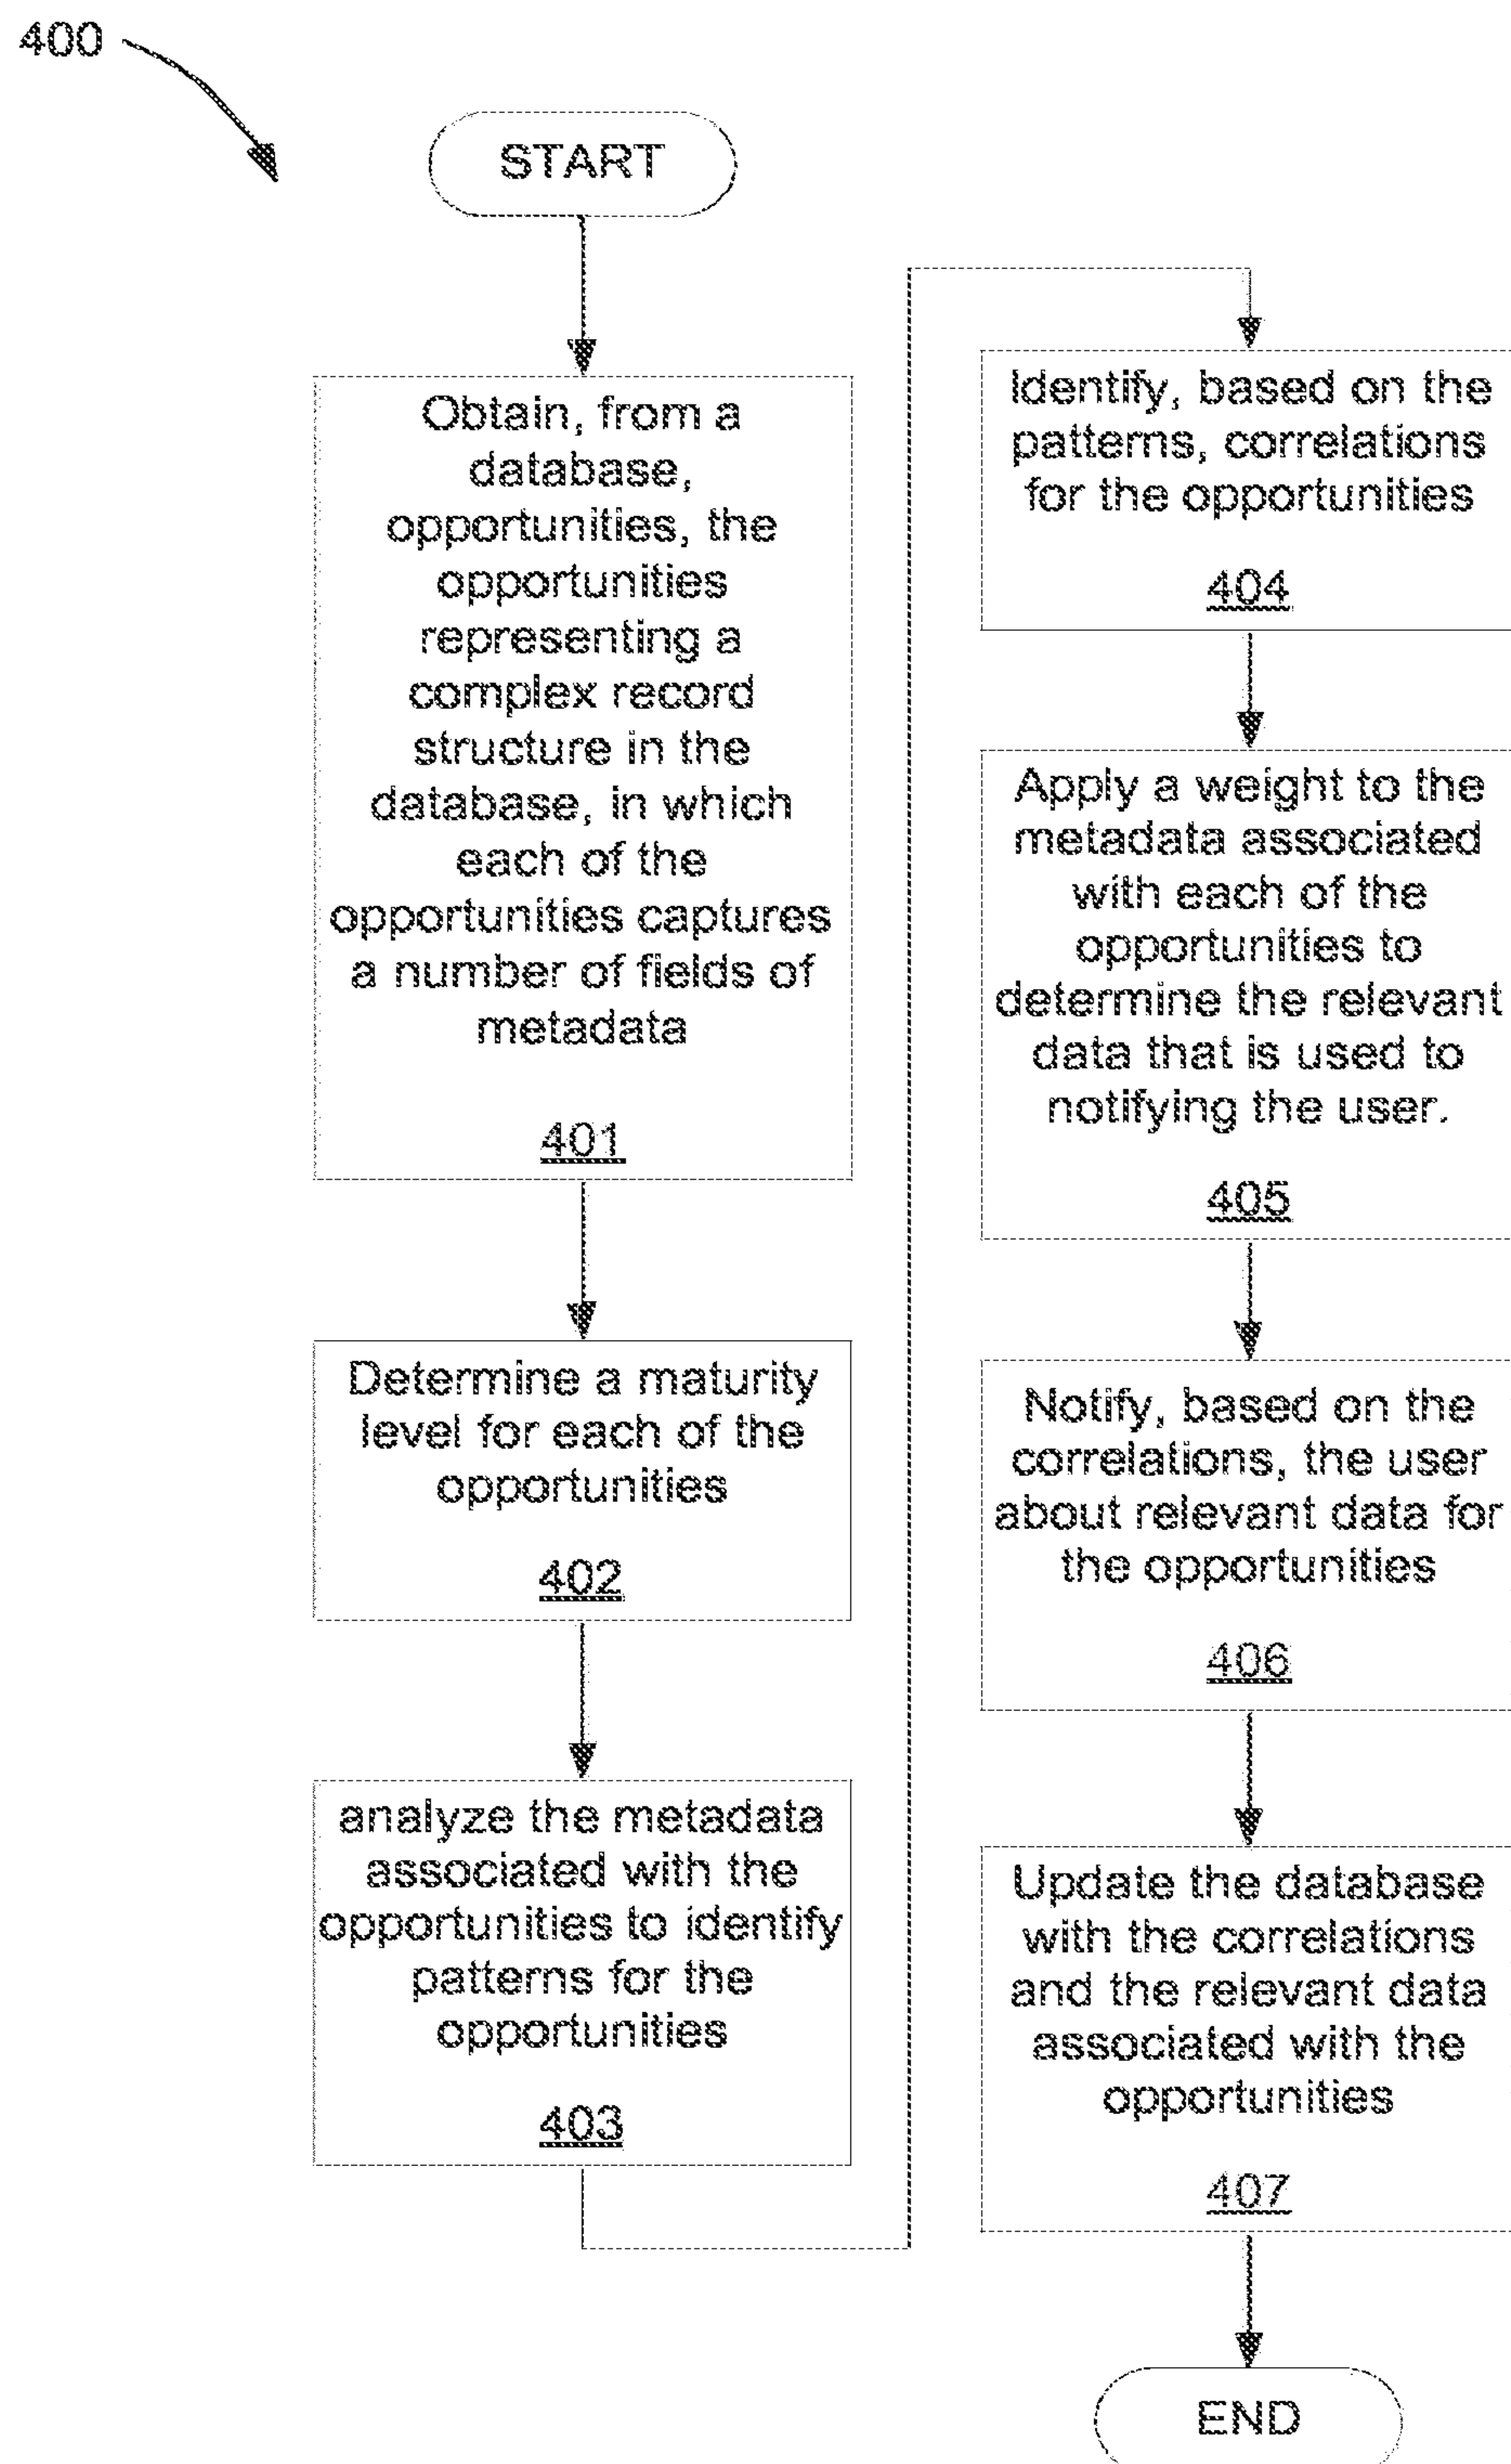 400
START
Obtain, from a
database,
opportunities, the
opportunities
representing a
complex record
structure in the
database, in which
each of the
opportunities captures
a number of fields of
metadata
401
Determine a maturity
level for each of the
opportunities
402
analyze the metadata
associated with the
opportunities to identify
patterns for the
opportunities
403
Identify, based on the
patterns, correlations
for the opportunities
404
Apply a weight to the
metadata associated
with each of the
opportunities to
determine the relevant
data that is used to
notifying the user.
405
Notify, based on the
correlations, the user
about relevant data for
the opportunities
406
Update the database
with the correlations
and the relevant data
associated with the
opportunities
407
END